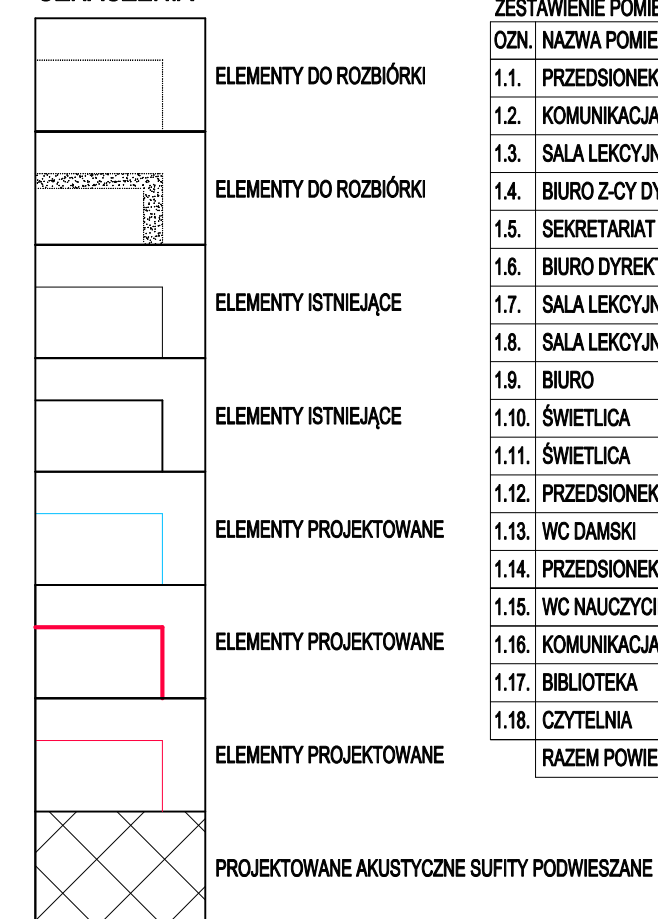 ELEMENTY DO ROZBIÓRKI
ELEMENTY DO ROZBIÓRKI
ELEMENTY ISTNIEJĄCE
ELEMENTY ISTNIEJĄCE
ELEMENTY PROJEKTOWANE
ELEMENTY PROJEKTOWANE
ELEMENTY PROJEKTOWANE
PROJEKTOWANE AKUSTYCZNE SUFITY PODWIESZANE
ZESTAWIENIE POMIE
OZN. NAZWA POMIE
1.1. PRZEDSIONEK
1.2. KOMUNIKACJA
1.3. SALA LEKCYJN
1.4. BIURO Z-CY DY
1.5. SEKRETARIAT
1.6. BIURO DYREKT
1.7. SALA LEKCYJN
1.8. SALA LEKCYJN
1.9. BIURO
1.10. ŚWIETLICA
1.11. ŚWIETLICA
1.12. PRZEDSIONEK
1.13. WC DAMSKI
1.14. PRZEDSIONEK
1.15. WC NAUCZYCI
1.16. KOMUNIKACJA
1.17. BIBLIOTEKA
1.18. CZYTELNIA
RAZEM POWIE